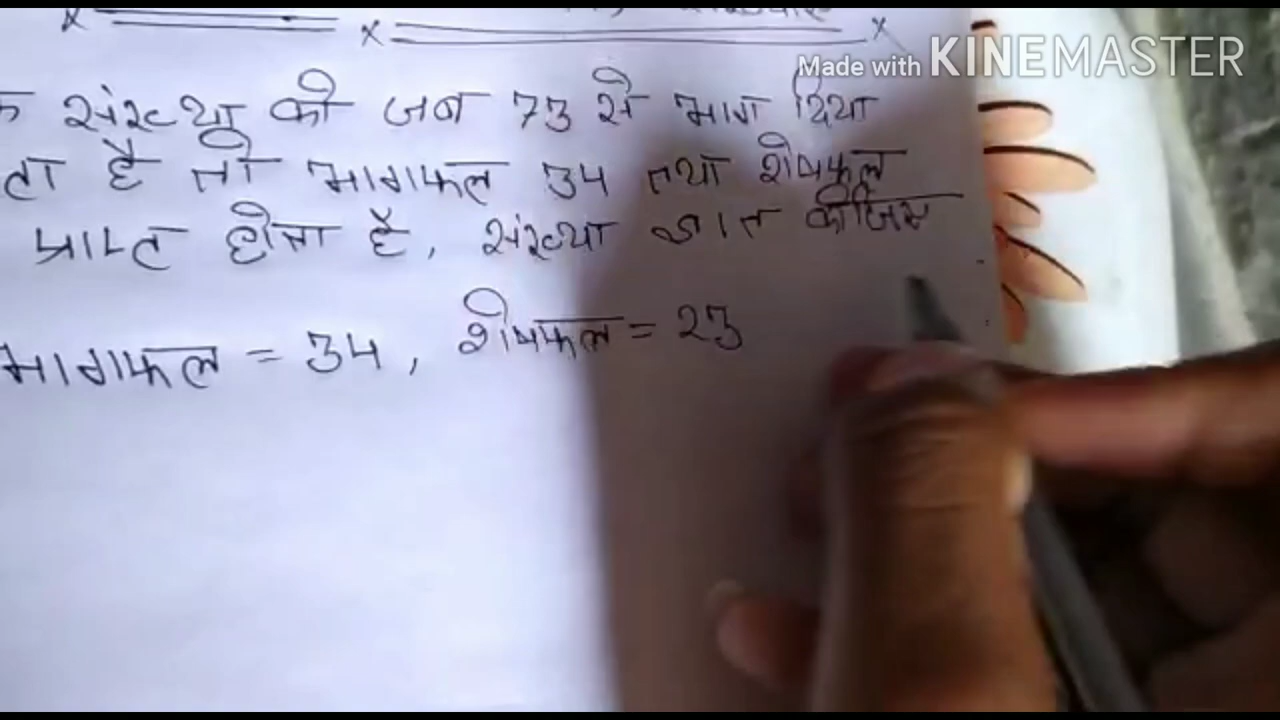 Made with KINEMASTER
क संख्या को जब 73 से भाग दिया
ता है तो भागफल 34 तथा शेषफल
प्राप्त होता है, संख्या ज्ञात कीजिए
भागफल = 34, शेषफल = 23